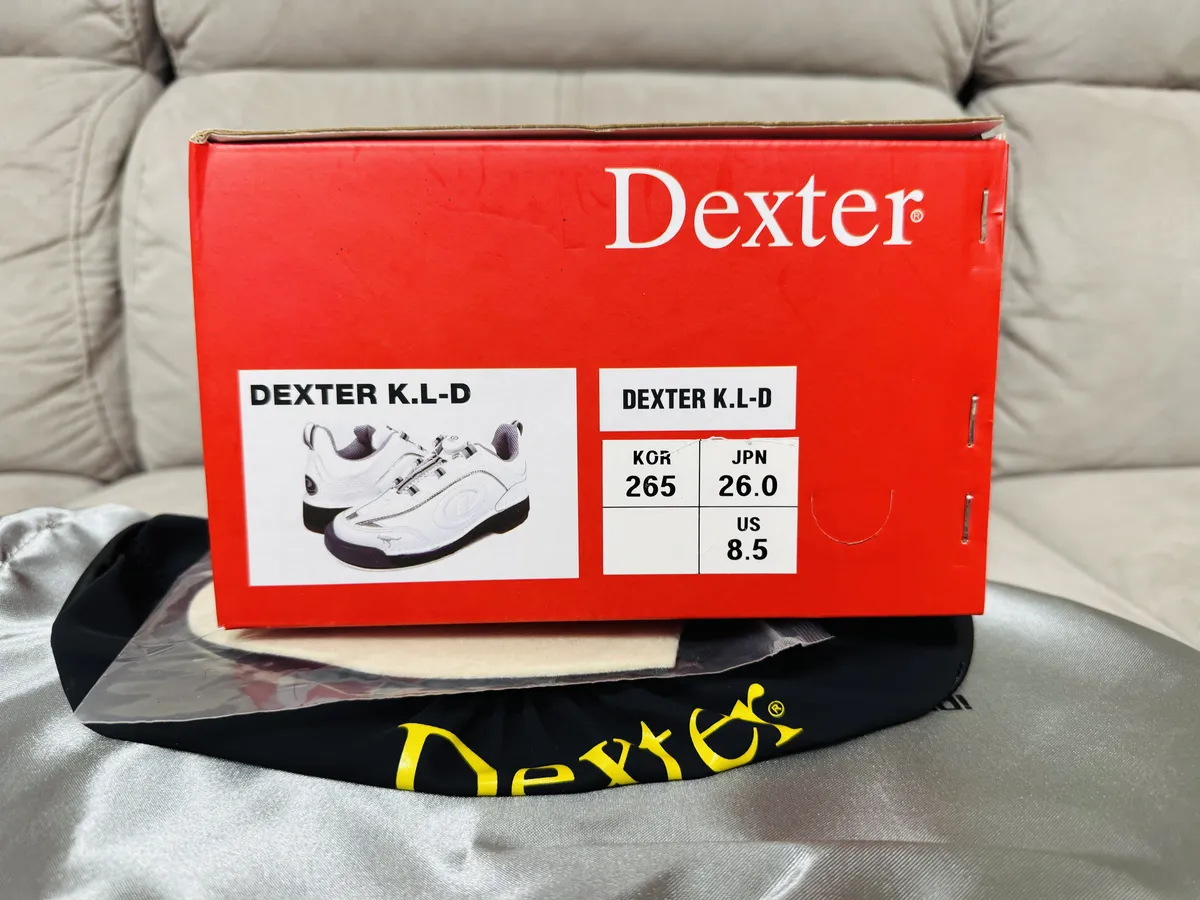 Dexter®
DEXTER K.L-D
DEXTER K.L-D
KOR
265
JPN
26.0
US
8.5
Dexter®